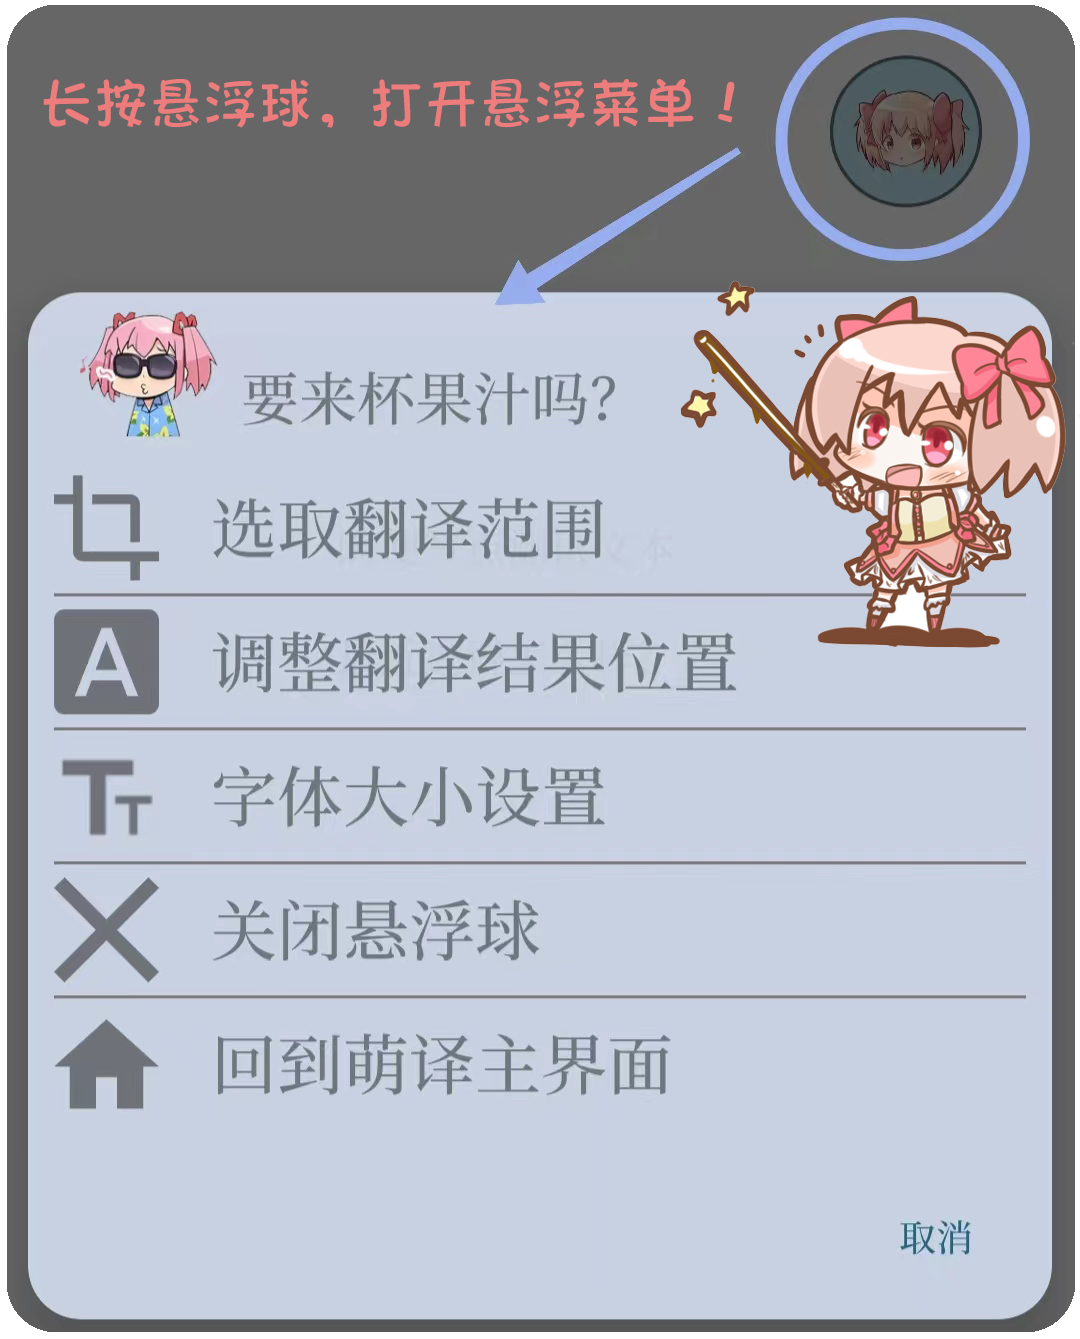 长按悬浮球，打开悬浮菜单！
要来杯果汁吗？
选取翻译范围
A 调整翻译结果位置
TT 字体大小设置
关闭悬浮球
回到萌译主界面
取消